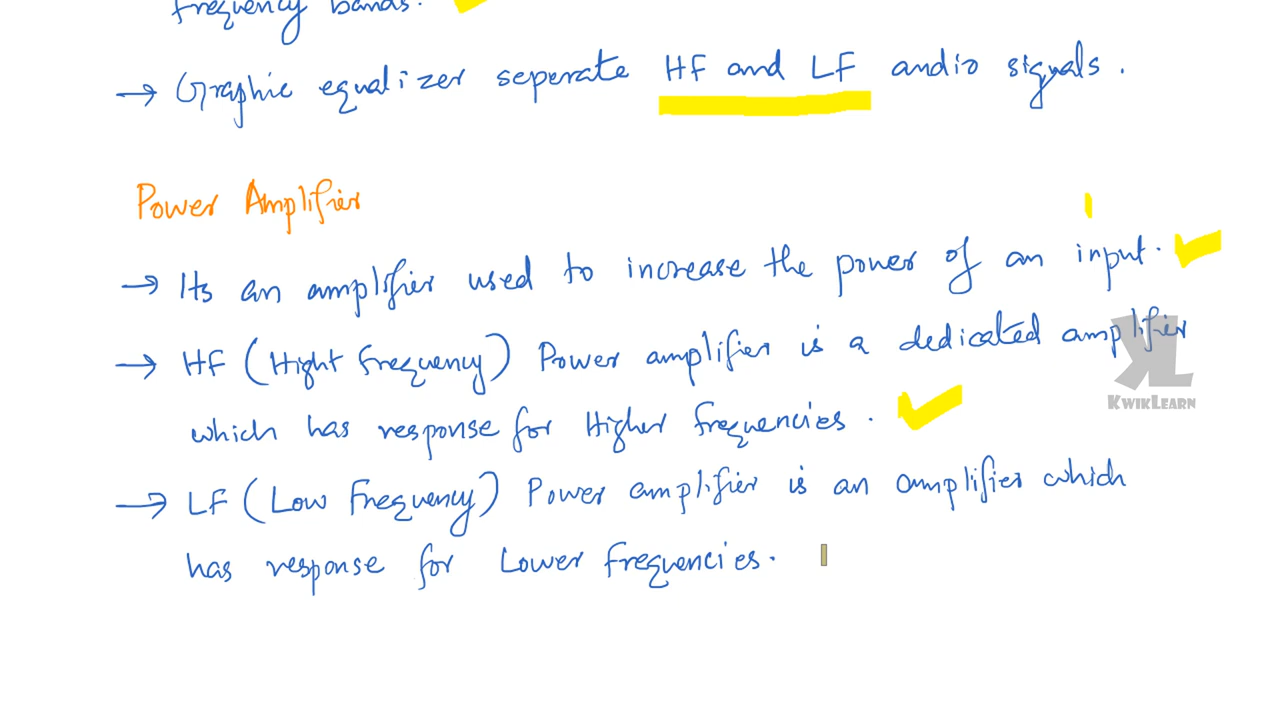 frequency bands.
→ Graphic equalizer seperate HF and LF audio signals.
Power Amplifier
→ Its an amplifier used to increase the power of an input.
→ HF (Hight Frequency) Power amplifier is a dedicated amplifier
which has response for Higher frequencies.
KWIKLEARN
→ LF (Low Frequency) Power amplifier is an amplifier which
has response for Lower frequencies.